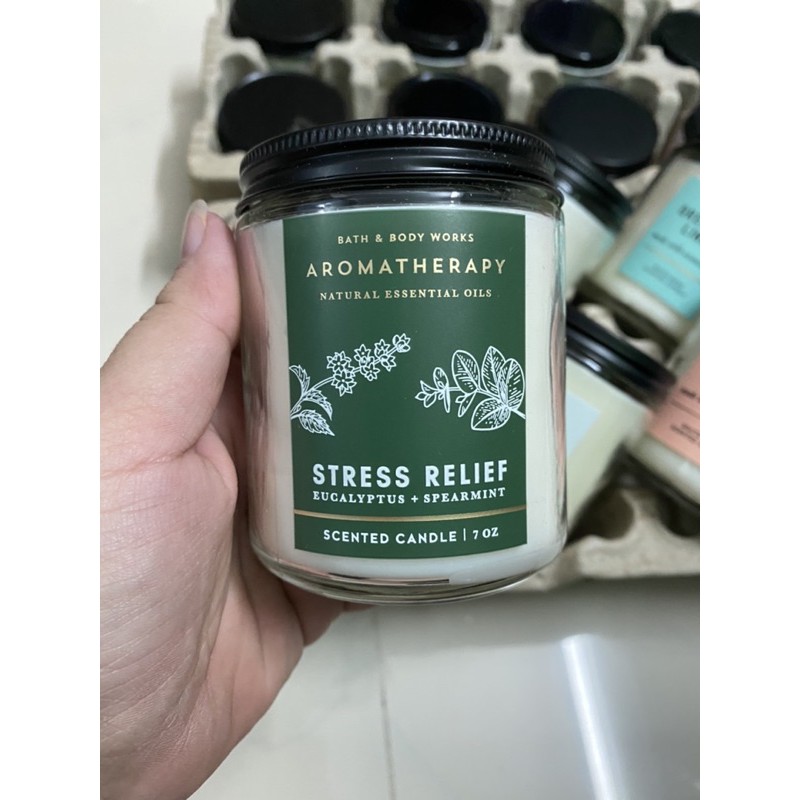 BATH & BODY WORKS
AROMATHERAPY
NATURAL ESSENTIAL OILS
STRESS RELIEF
EUCALYPTUS + SPEARMINT
SCENTED CANDLE | 7 OZ